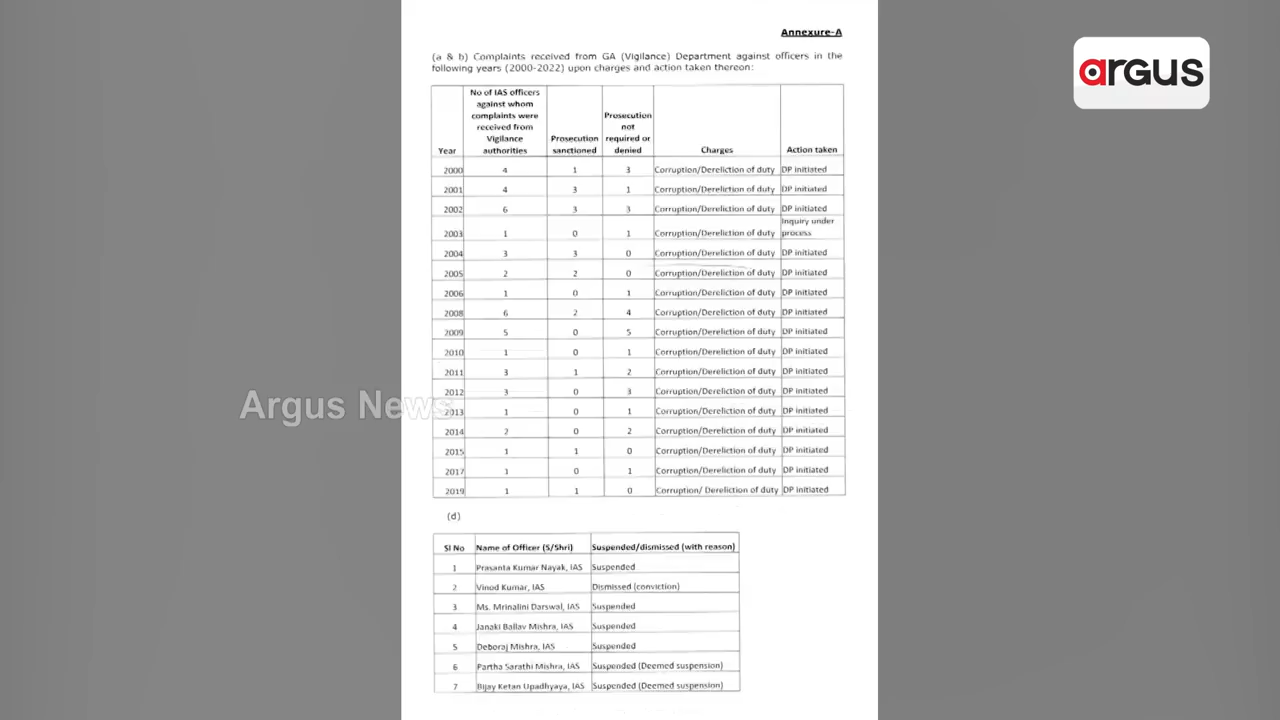 Annexure-A
argus
(a & b) Complaints received from GA (Vigilance) Department against officers in the
following years (2000-2022) upon charges and action taken thereon:
Year No of IAS officers against whom complaints were received from Vigilance authorities Prosecution sanctioned Prosecution not required or denied Charges Action taken
2000 4 1 3 Corruption/Dereliction of duty DP initiated
2001 4 3 1 Corruption/Dereliction of duty DP initiated
2002 6 3 3 Corruption/Dereliction of duty DP initiated
2003 1 0 1 Corruption/Dereliction of duty Inquiry under process
2004 3 3 0 Corruption/Dereliction of duty DP initiated
2005 2 2 0 Corruption/Dereliction of duty DP initiated
2006 1 0 1 Corruption/Dereliction of duty DP initiated
2008 6 2 4 Corruption/Dereliction of duty DP initiated
2009 5 0 5 Corruption/Dereliction of duty DP initiated
2010 1 0 1 Corruption/Dereliction of duty DP initiated
2011 3 1 2 Corruption/Dereliction of duty DP initiated
2012 3 0 3 Corruption/Dereliction of duty DP initiated
Argus News
2013 1 0 1 Corruption/Dereliction of duty DP initiated
2014 2 0 2 Corruption/Dereliction of duty DP initiated
2015 1 1 0 Corruption/Dereliction of duty DP initiated
2017 1 0 1 Corruption/Dereliction of duty DP initiated
2019 1 1 0 Corruption/ Dereliction of duty DP initiated
(d)
Sl No Name of Officer (S/Shri) Suspended/dismissed (with reason)
1 Prasanta Kumar Nayak, IAS Suspended
2 Vinod Kumar, IAS Dismissed (conviction)
3 Ms. Mrinalini Darswal, IAS Suspended
4 Janaki Ballav Mishra, IAS Suspended
5 Deboraj Mishra, IAS Suspended
6 Partha Sarathi Mishra, IAS Suspended (Deemed suspension)
7 Bijay Ketan Upadhyaya, IAS Suspended (Deemed suspension)